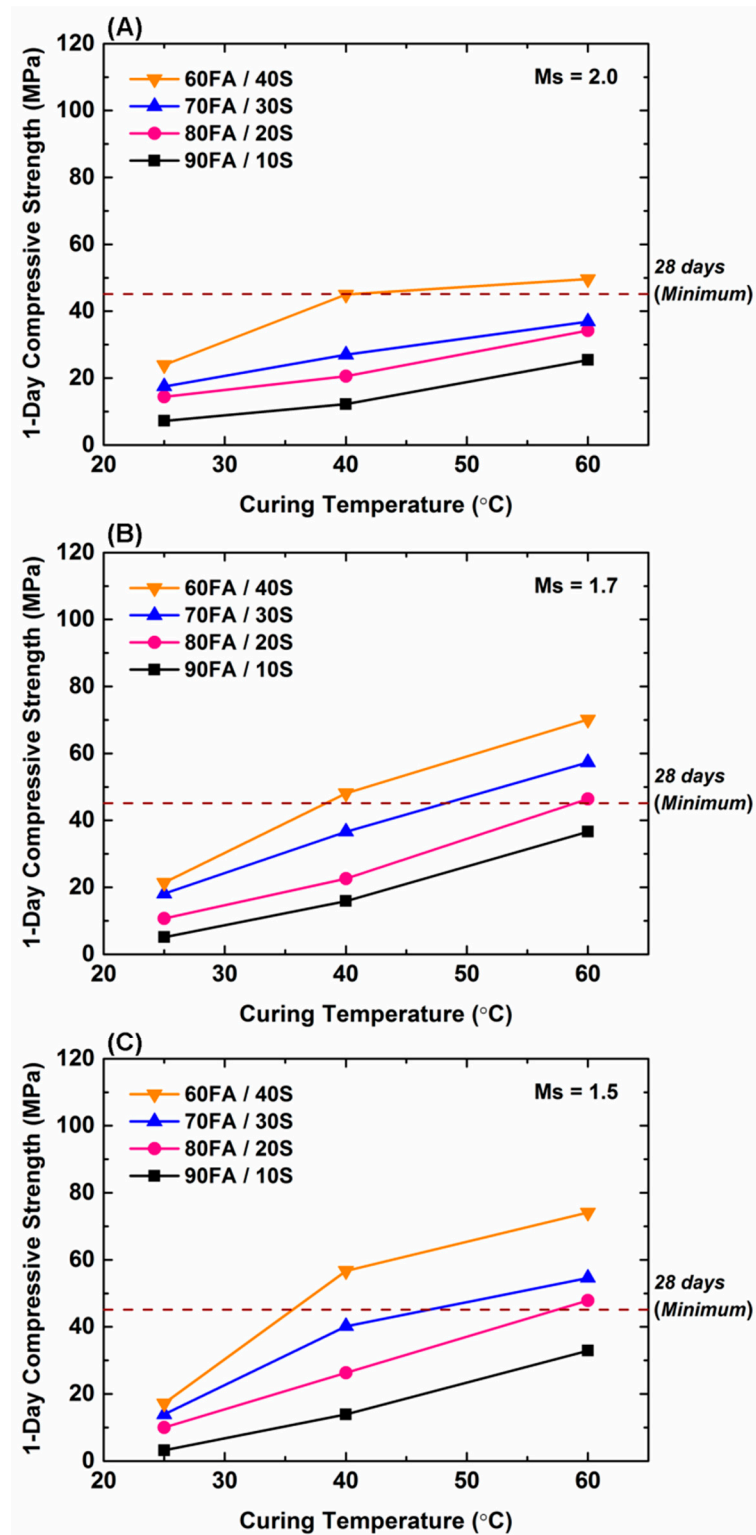 (A)
120
100
80
60
40
20
0
1-Day Compressive Strength (MPa)
60FA / 40S
70FA / 30S
80FA / 20S
90FA / 10S
Ms = 2.0
28 days
(Minimum)
20 30 40 50 60
Curing Temperature (°C)
(B)
120
100
80
60
40
20
0
1-Day Compressive Strength (MPa)
60FA / 40S
70FA / 30S
80FA / 20S
90FA / 10S
Ms = 1.7
28 days
(Minimum)
20 30 40 50 60
Curing Temperature (°C)
(C)
120
100
80
60
40
20
0
1-Day Compressive Strength (MPa)
60FA / 40S
70FA / 30S
80FA / 20S
90FA / 10S
Ms = 1.5
28 days
(Minimum)
20 30 40 50 60
Curing Temperature (°C)